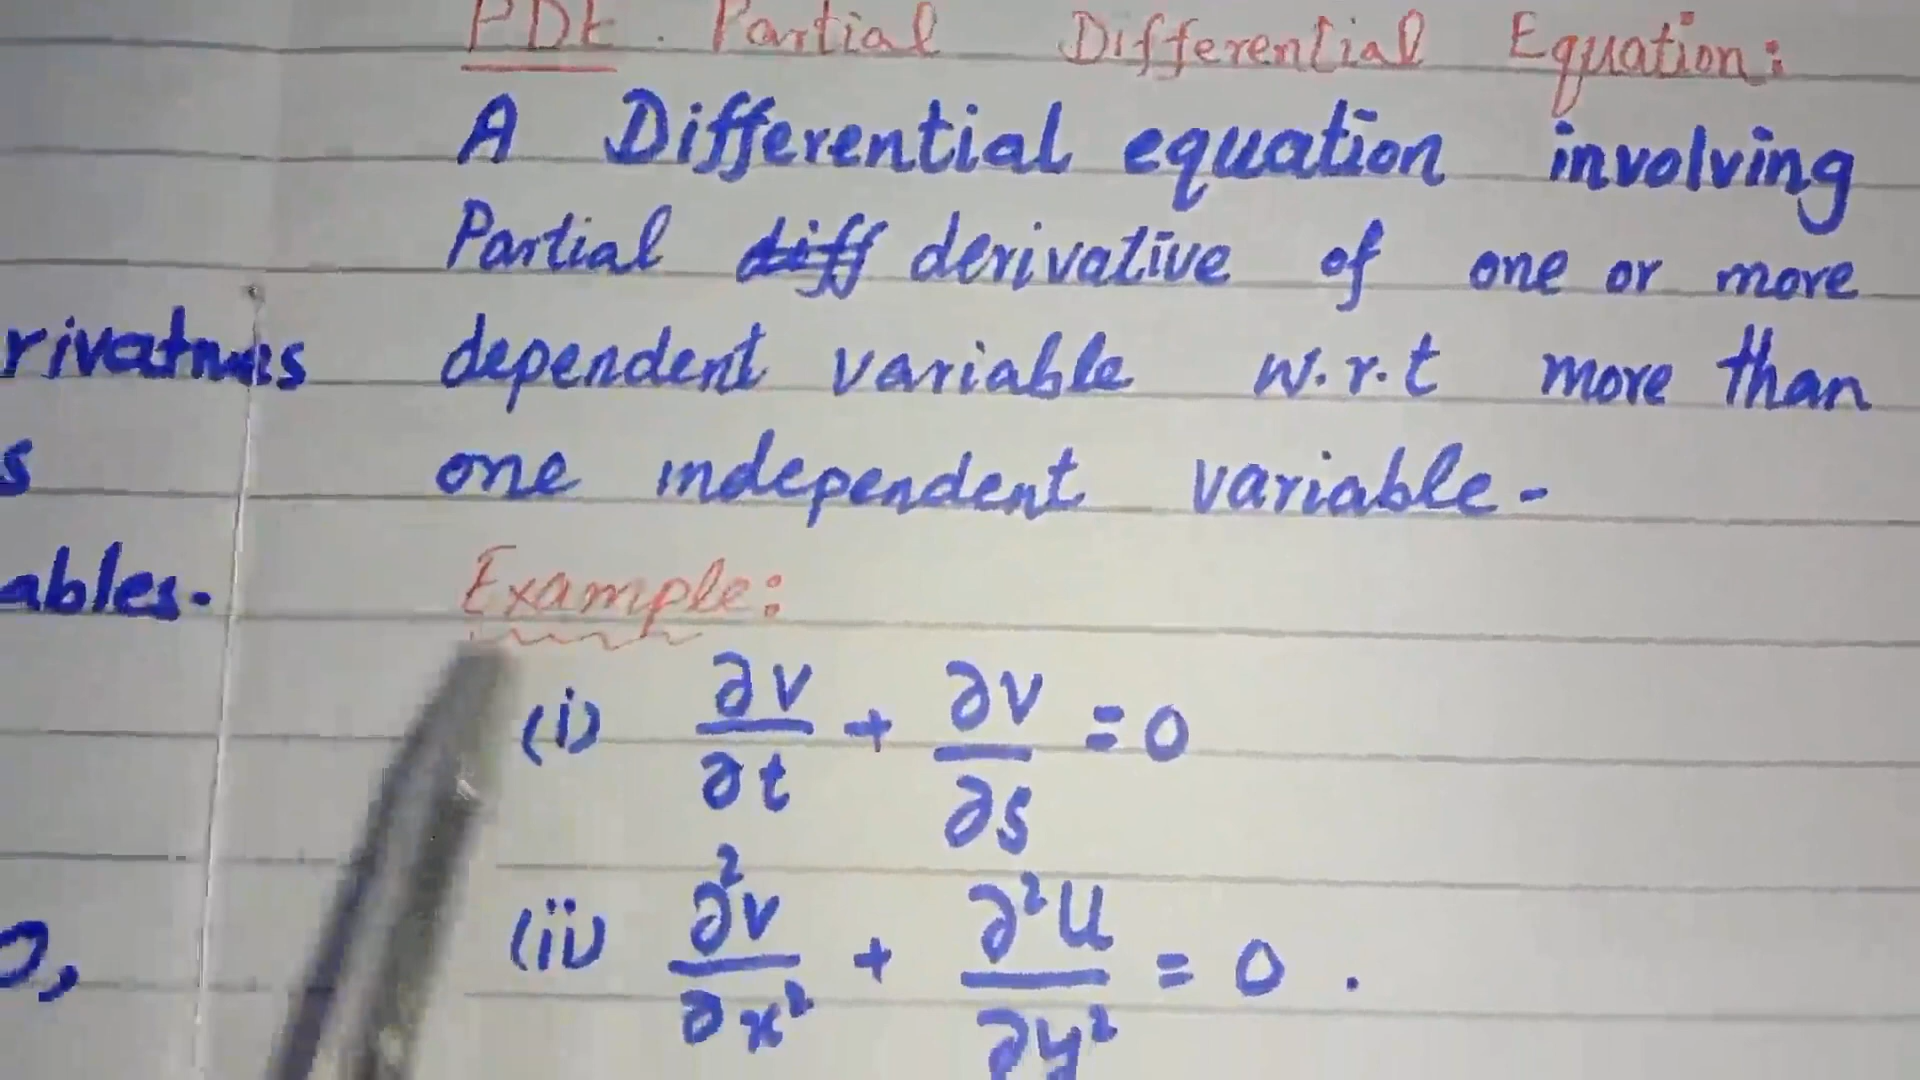 PDE. Partial Differential Equation:
A Differential equation involving
Partial diff derivative of one or more
dependent variable w.r.t more than
one independent variable-
Example:
(i) ∂v/∂t + ∂v/∂s = 0
(ii) ∂²v/∂x² + ∂²u/∂y² = 0 .
s
ables.
0,